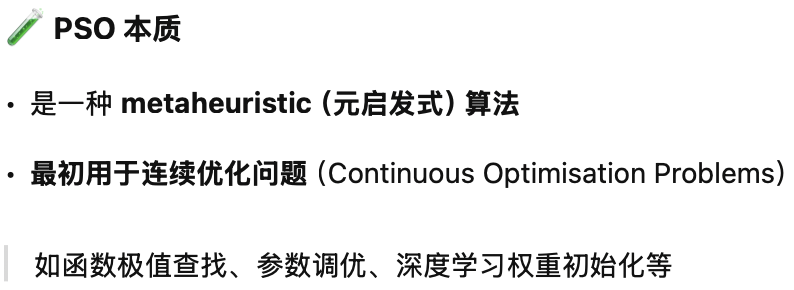 🧪 PSO 本质
• 是一种 metaheuristic（元启发式）算法
• 最初用于连续优化问题（Continuous Optimisation Problems）
如函数极值查找、参数调优、深度学习权重初始化等